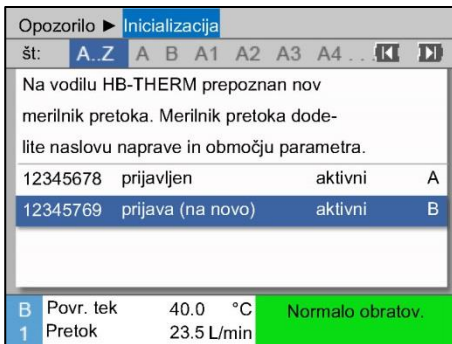 Opozorilo ► Inicializacija
št: A..Z A B A1 A2 A3 A4 . . .
Na vodilu HB-THERM prepoznan nov
merilnik pretoka. Merilnik pretoka dode-
lite naslovu naprave in območju parametra.
12345678 prijavljen aktivni A
12345769 prijava (na novo) aktivni B
B Povr. tek 40.0 °C Normalo obratov.
1 Pretok 23.5 L/min